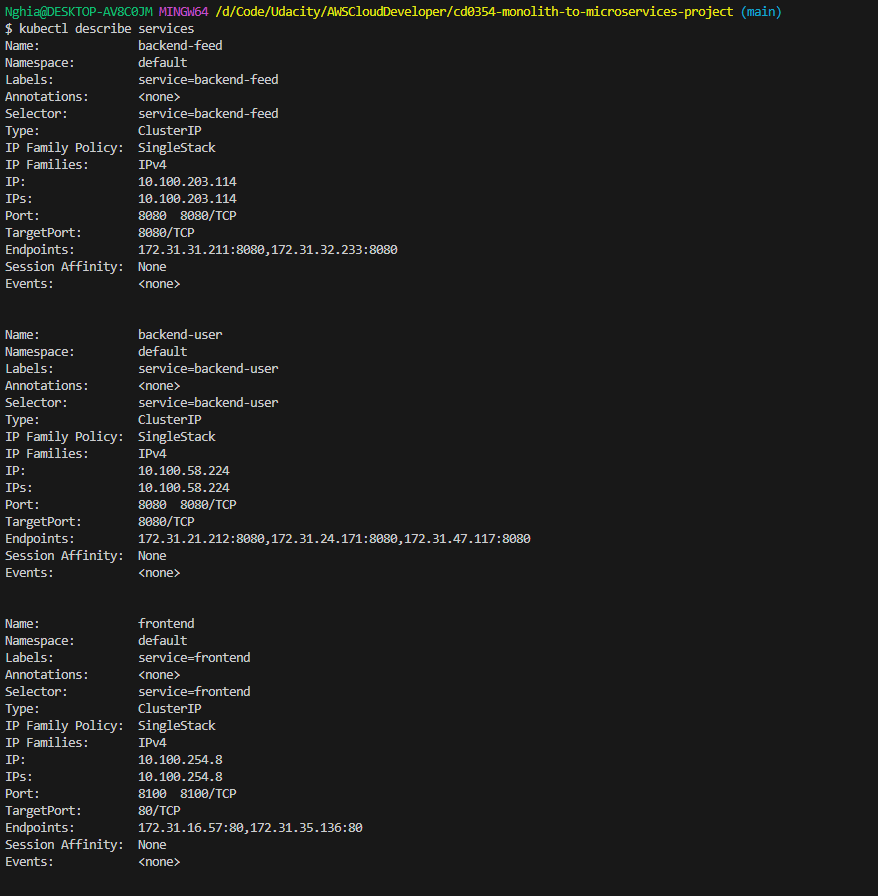 Nghia@DESKTOP-AV8C0JM MINGW64 /d/Code/Udacity/AWSCloudDeveloper/cd0354-monolith-to-microservices-project (main)
$ kubectl describe services
Name:              backend-feed
Namespace:         default
Labels:            service=backend-feed
Annotations:       <none>
Selector:          service=backend-feed
Type:              ClusterIP
IP Family Policy:  SingleStack
IP Families:       IPv4
IP:                10.100.203.114
IPs:               10.100.203.114
Port:              8080  8080/TCP
TargetPort:        8080/TCP
Endpoints:         172.31.31.211:8080,172.31.32.233:8080
Session Affinity:  None
Events:            <none>

Name:              backend-user
Namespace:         default
Labels:            service=backend-user
Annotations:       <none>
Selector:          service=backend-user
Type:              ClusterIP
IP Family Policy:  SingleStack
IP Families:       IPv4
IP:                10.100.58.224
IPs:               10.100.58.224
Port:              8080  8080/TCP
TargetPort:        8080/TCP
Endpoints:         172.31.21.212:8080,172.31.24.171:8080,172.31.47.117:8080
Session Affinity:  None
Events:            <none>

Name:              frontend
Namespace:         default
Labels:            service=frontend
Annotations:       <none>
Selector:          service=frontend
Type:              ClusterIP
IP Family Policy:  SingleStack
IP Families:       IPv4
IP:                10.100.254.8
IPs:               10.100.254.8
Port:              8100  8100/TCP
TargetPort:        80/TCP
Endpoints:         172.31.16.57:80,172.31.35.136:80
Session Affinity:  None
Events:            <none>